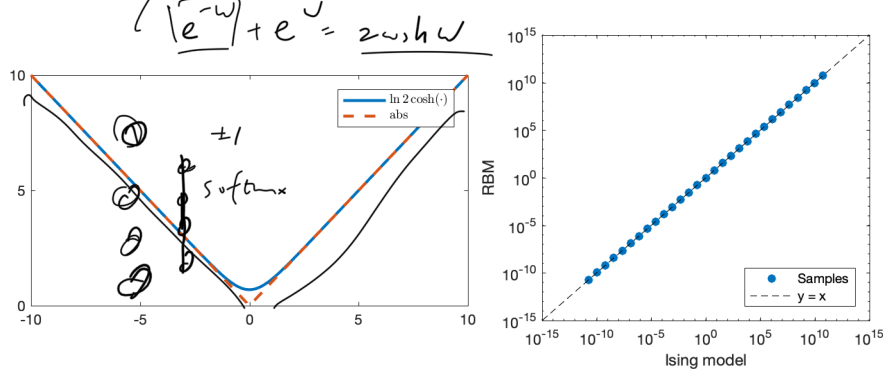 e^{-w} + e^{w} = 2coshw
10
5
0
-10 -5 0 5 10
ln 2 cosh(·)
abs
±1
softmax
10^15
10^10
10^5
10^0
10^-5
10^-10
10^-15
RBM
10^-15 10^-10 10^-5 10^0 10^5 10^10 10^15
Ising model
Samples
y = x